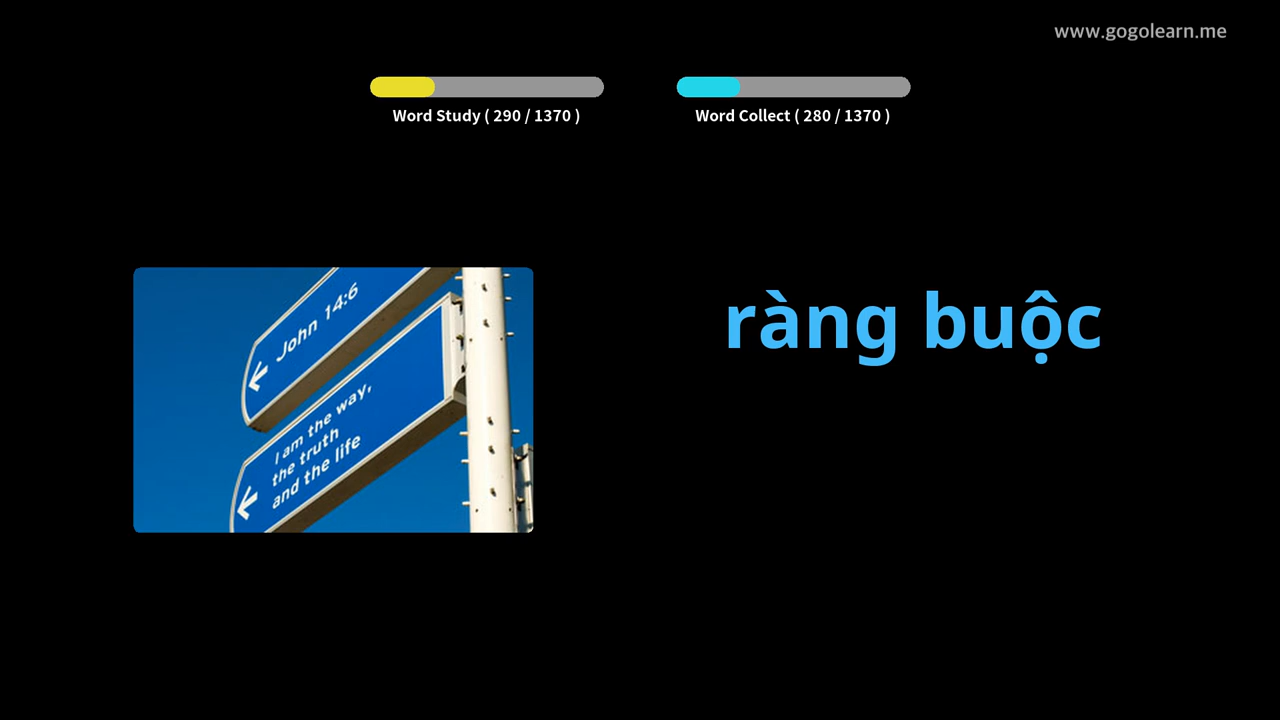 www.gogolearn.me
Word Study ( 290 / 1370 )
Word Collect ( 280 / 1370 )
John 14:6
I am the way,
the truth
and the life
ràng buộc